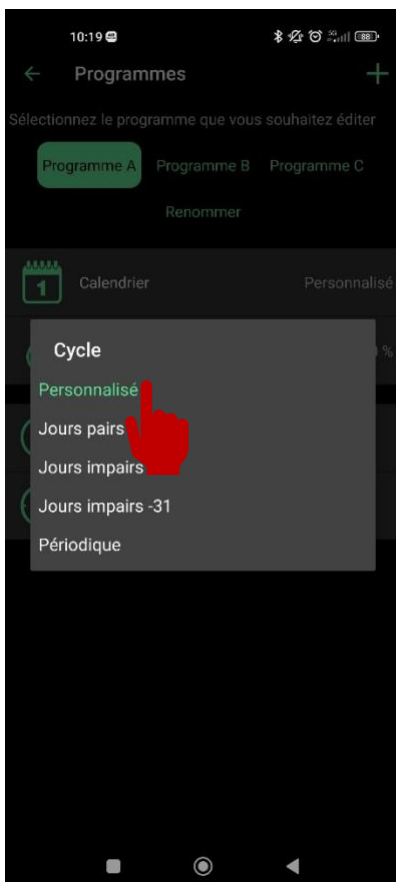 10:19
88
Programmes
Sélectionnez le programme que vous souhaitez éditer
Programme A Programme B Programme C
Renommer
1 Calendrier Personnalisé
%
Cycle
Personnalisé
Jours pairs
Jours impairs
Jours impairs -31
Périodique